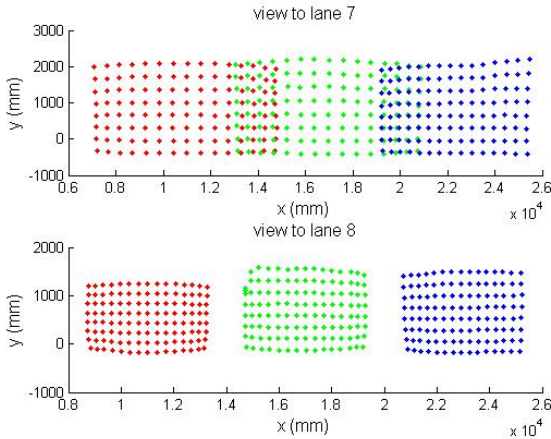 view to lane 7
3000
2000
1000
0
-1000
y (mm)
0.6 0.8 1 1.2 1.4 1.6 1.8 2 2.2 2.4 2.6
x (mm)
x 10^4
view to lane 8
2000
1000
0
-1000
y (mm)
0.8 1 1.2 1.4 1.6 1.8 2 2.2 2.4 2.6
x (mm)
x 10^4